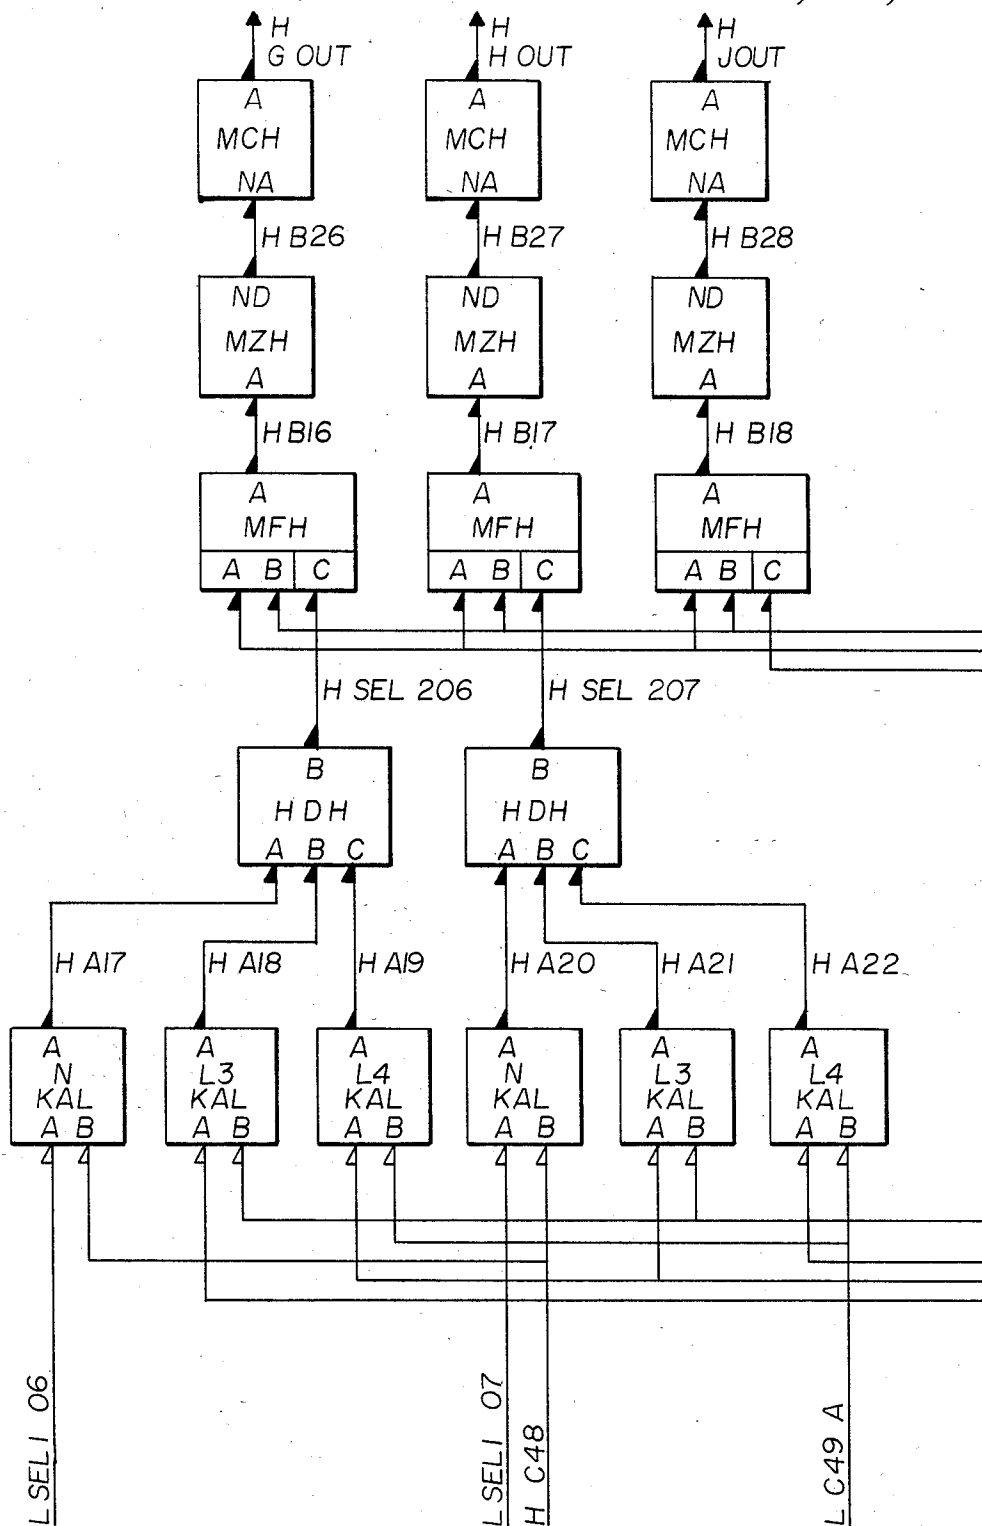 H H H
G OUT H OUT JOUT
A A A
MCH MCH MCH
NA NA NA
H B26 H B27 H B28
ND ND ND
MZH MZH MZH
A A A
H B16 H B17 H B18
A A A
MFH MFH MFH
A B C A B C A B C
H SEL 206 H SEL 207
B B
HDH HDH
A B C A B C
H A17 H A18 H A19 H A20 H A21 H A22
A A A A A A
N L3 L4 N L3 L4
KAL KAL KAL KAL KAL KAL
A B A B A B A B A B A B
L SEL1 06
L SEL1 07
H C48
L C49 A